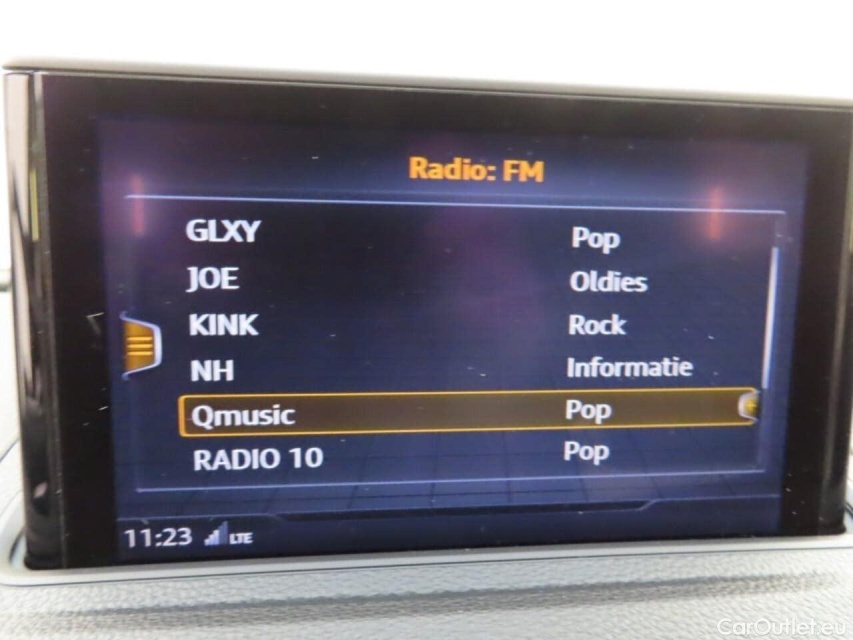 Radio: FM
GLXY Pop
JOE Oldies
KINK Rock
NH Informatie
Qmusic Pop
RADIO 10 Pop
11:23 LTE
CarOutlet.eu